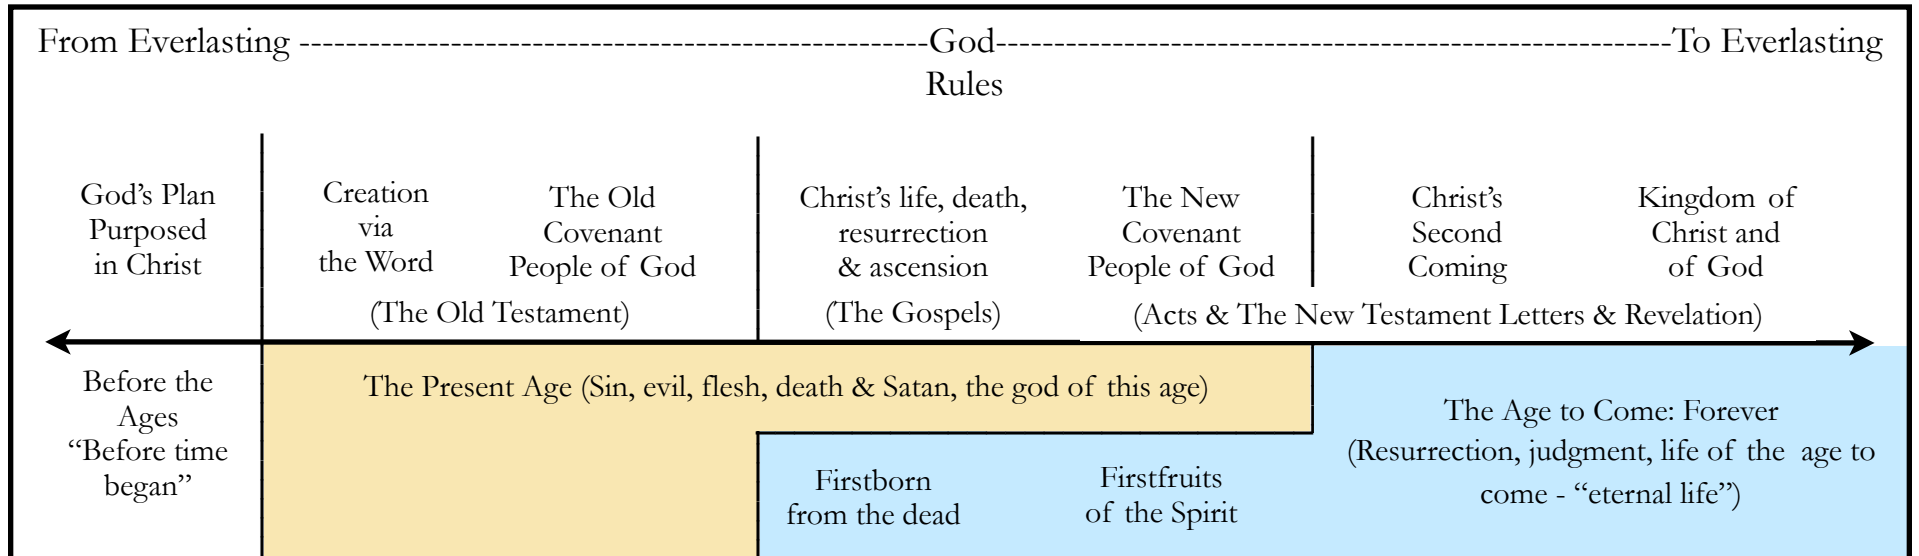 From Everlasting ---------------------------------------------God------------------------------------------------To Everlasting
Rules
God’s Plan
Purposed
in Christ
Creation
via
the Word
The Old
Covenant
People of God
(The Old Testament)
Christ’s life, death,
resurrection
& ascension
(The Gospels)
The New
Covenant
People of God
Christ’s
Second
Coming
Kingdom of
Christ and
of God
(Acts & The New Testament Letters & Revelation)
Before the
Ages
“Before time
began”
The Present Age (Sin, evil, flesh, death & Satan, the god of this age)
Firstborn
from the dead
Firstfruits
of the Spirit
The Age to Come: Forever
(Resurrection, judgment, life of the age to
come - “eternal life”)